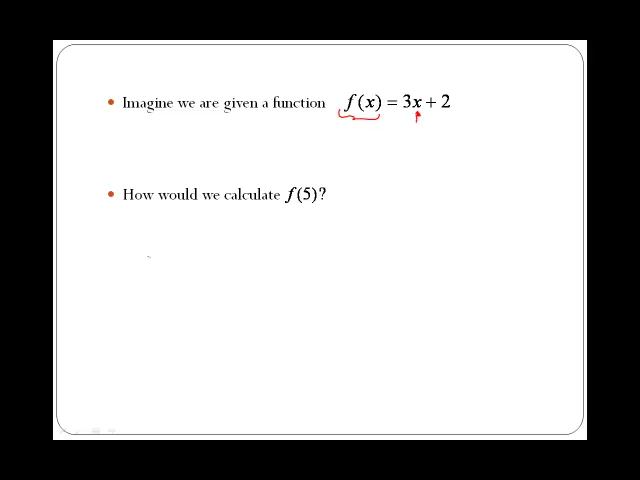 Imagine we are given a function f(x) = 3x + 2
How would we calculate f(5)?